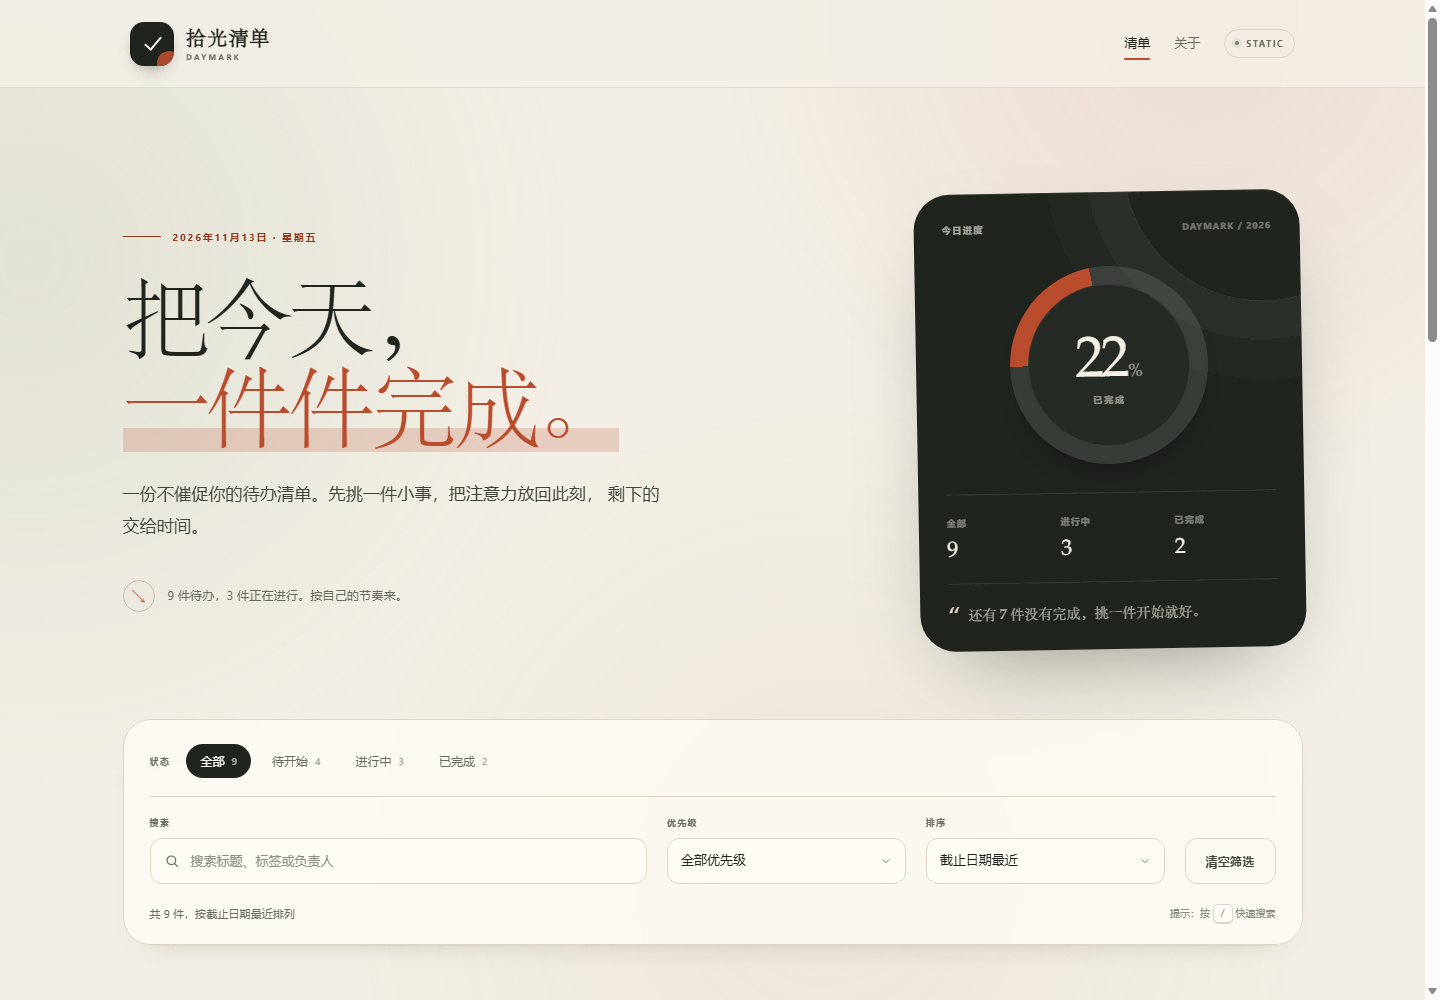 拾光清单
DAYMARK
清单
关于
STATIC
2026年11月13日 · 星期五
把今天，
一件件完成。
一份不催促你的待办清单。先挑一件小事，把注意力放回此刻， 剩下的
交给时间。
9 件待办，3 件正在进行。按自己的节奏来。
今日进度
DAYMARK / 2026
22%
已完成
全部
9
进行中
3
已完成
2
“ 还有 7 件没有完成，挑一件开始就好。
状态
全部 9
待开始 4
进行中 3
已完成 2
搜索
搜索标题、标签或负责人
优先级
全部优先级
排序
截止日期最近
清空筛选
共 9 件，按截止日期最近排列
提示：按 / 快速搜索